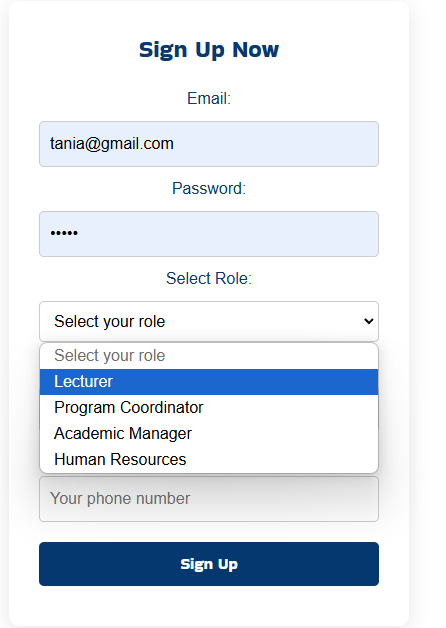 Sign Up Now
Email:
tania@gmail.com
Password:
•••••
Select Role:
Select your role
Select your role
Lecturer
Program Coordinator
Academic Manager
Human Resources
Your phone number
Sign Up